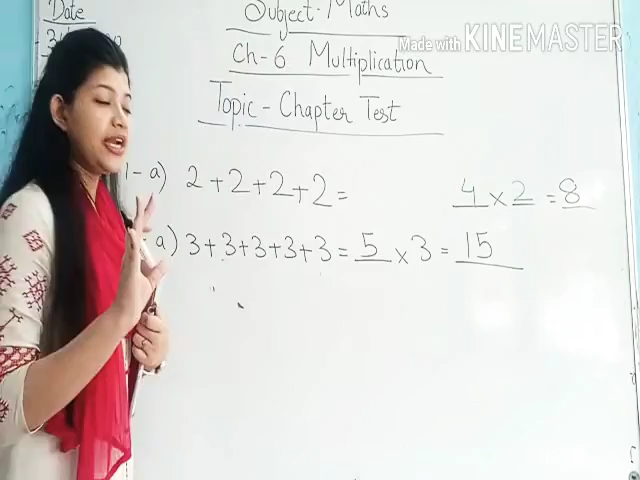 Date
Subject - Maths
Made with KINEMASTER
Ch-6 Multiplication
Topic - Chapter Test
1-a) 2+2+2+2= 4 × 2 = 8
a) 3+3+3+3+3= 5 × 3 = 15